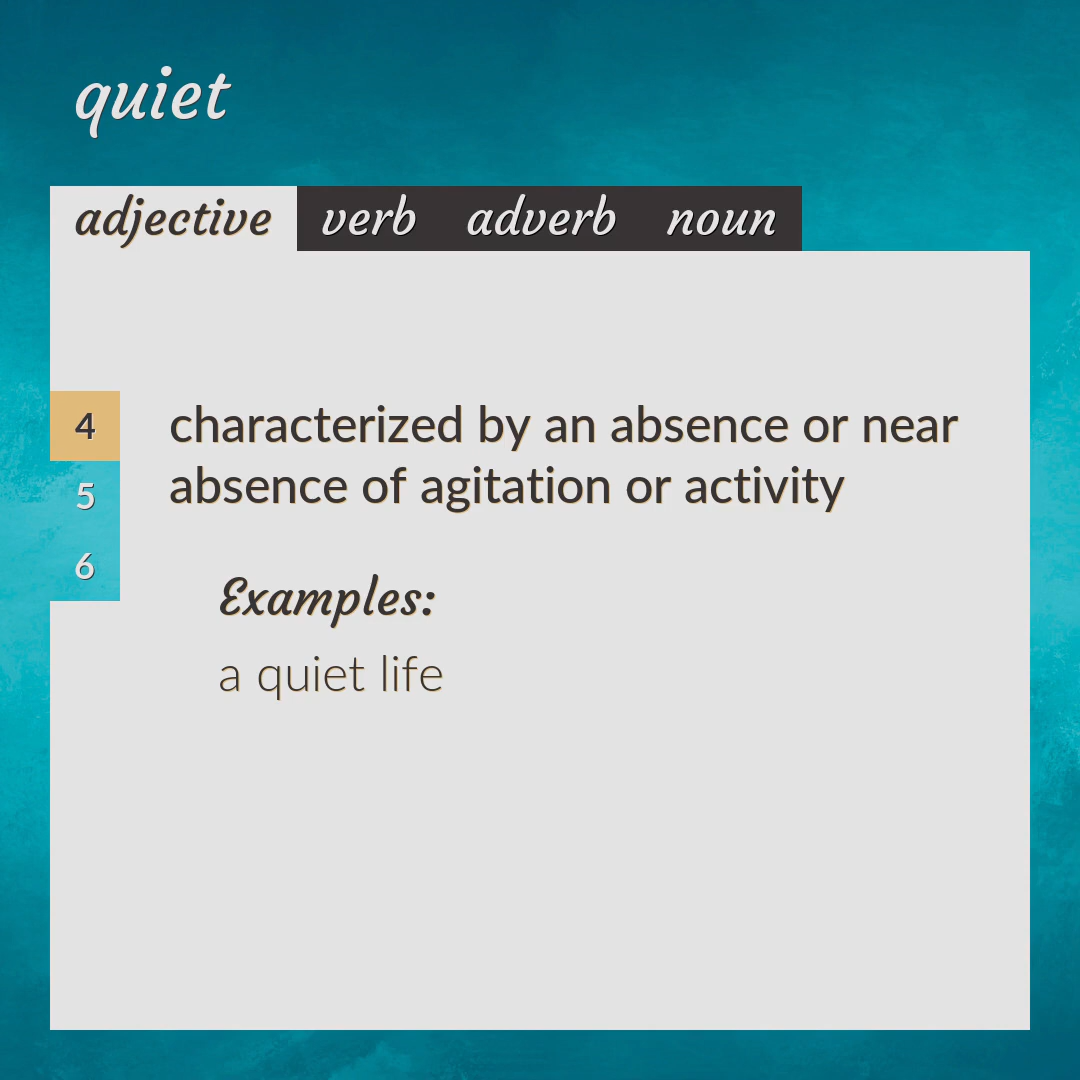 quiet
adjective verb adverb noun
4 characterized by an absence or near
absence of agitation or activity
5
6
Examples:
a quiet life